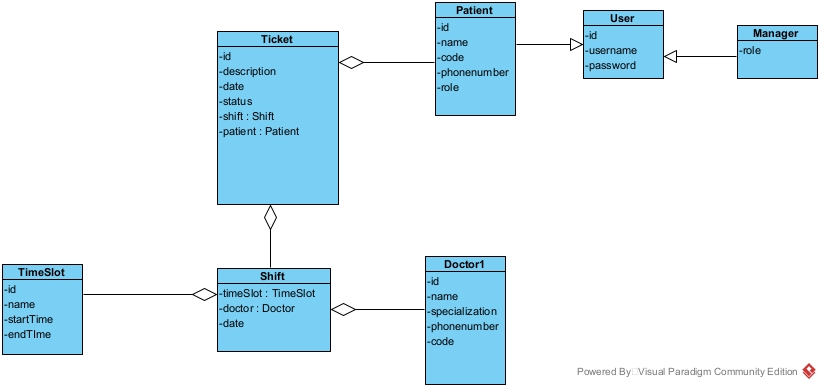 Patient
-id
-name
-code
-phonenumber
-role
User
-id
-username
-password
Manager
-role
Ticket
-id
-description
-date
-status
-shift : Shift
-patient : Patient
TimeSlot
-id
-name
-startTime
-endTIme
Shift
-timeSlot : TimeSlot
-doctor : Doctor
-date
Doctor1
-id
-name
-specialization
-phonenumber
-code
Powered By Visual Paradigm Community Edition